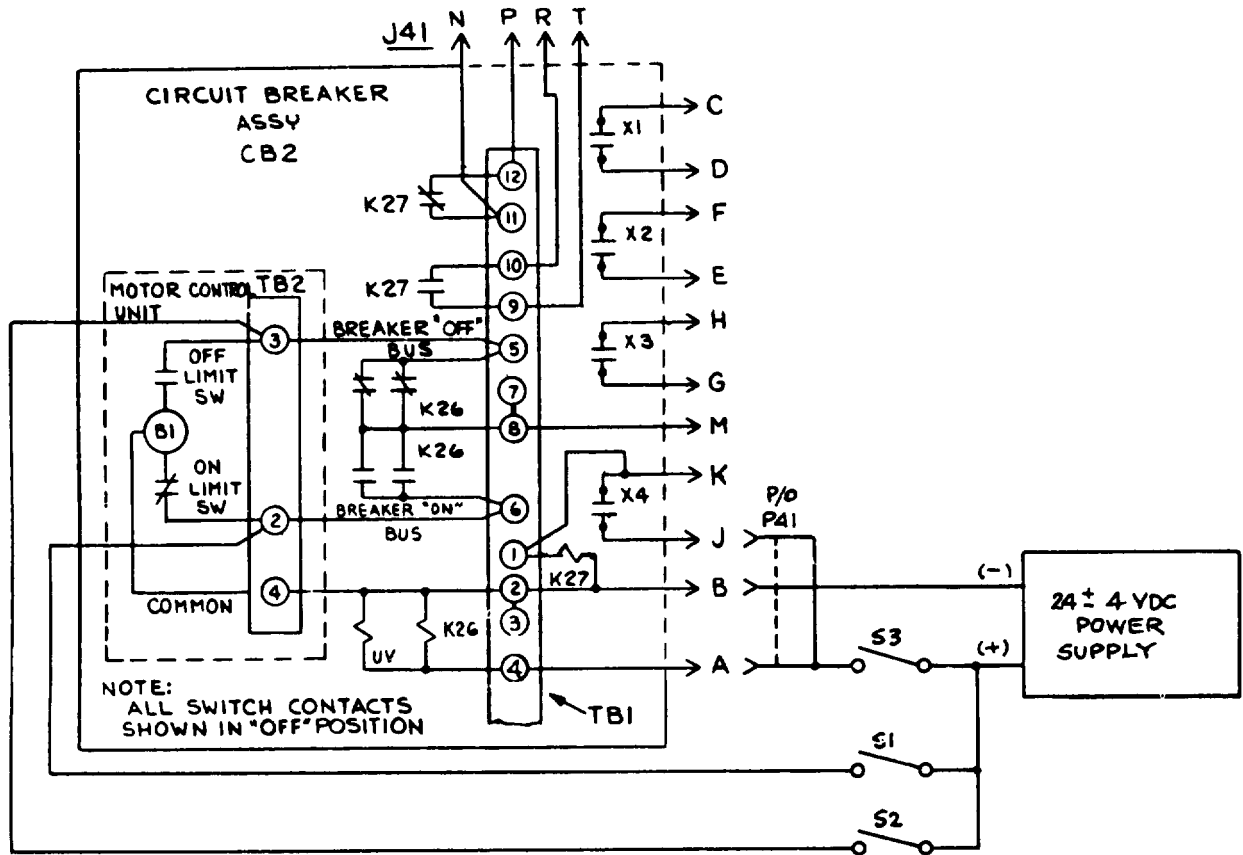 J41
N P R T
CIRCUIT BREAKER
ASSY
CB2
X1
C
D
X2
F
E
X3
H
G
M
K
X4
J
B
A
12
11
10
9
5
7
8
6
1
2
3
4
K27
K27
MOTOR CONTROL
UNIT
TB2
3
2
4
OFF
LIMIT
SW
B1
ON
LIMIT
SW
COMMON
BREAKER "OFF"
BUS
K26
K26
BREAKER "ON"
BUS
K27
UV
K26
TB1
NOTE:
ALL SWITCH CONTACTS
SHOWN IN "OFF" POSITION
P/O
P41
S3
S1
S2
(-)
(+)
24 ± 4 VDC
POWER
SUPPLY